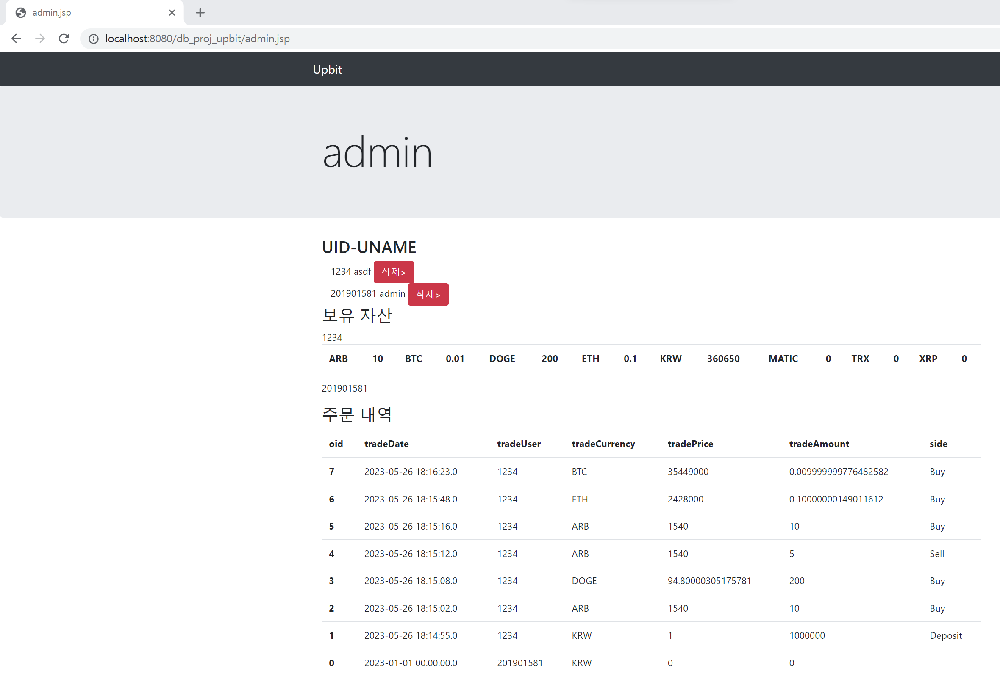 admin.jsp
localhost:8080/db_proj_upbit/admin.jsp
Upbit
admin
UID-UNAME
1234 asdf 삭제>
201901581 admin 삭제>
보유 자산
1234
ARB 10 BTC 0.01 DOGE 200 ETH 0.1 KRW 360650 MATIC 0 TRX 0 XRP 0
201901581
주문 내역
oid tradeDate tradeUser tradeCurrency tradePrice tradeAmount side
7 2023-05-26 18:16:23.0 1234 BTC 35449000 0.009999999776482582 Buy
6 2023-05-26 18:15:48.0 1234 ETH 2428000 0.10000000149011612 Buy
5 2023-05-26 18:15:16.0 1234 ARB 1540 10 Buy
4 2023-05-26 18:15:12.0 1234 ARB 1540 5 Sell
3 2023-05-26 18:15:08.0 1234 DOGE 94.80000305175781 200 Buy
2 2023-05-26 18:15:02.0 1234 ARB 1540 10 Buy
1 2023-05-26 18:14:55.0 1234 KRW 1 1000000 Deposit
0 2023-01-01 00:00:00.0 201901581 KRW 0 0